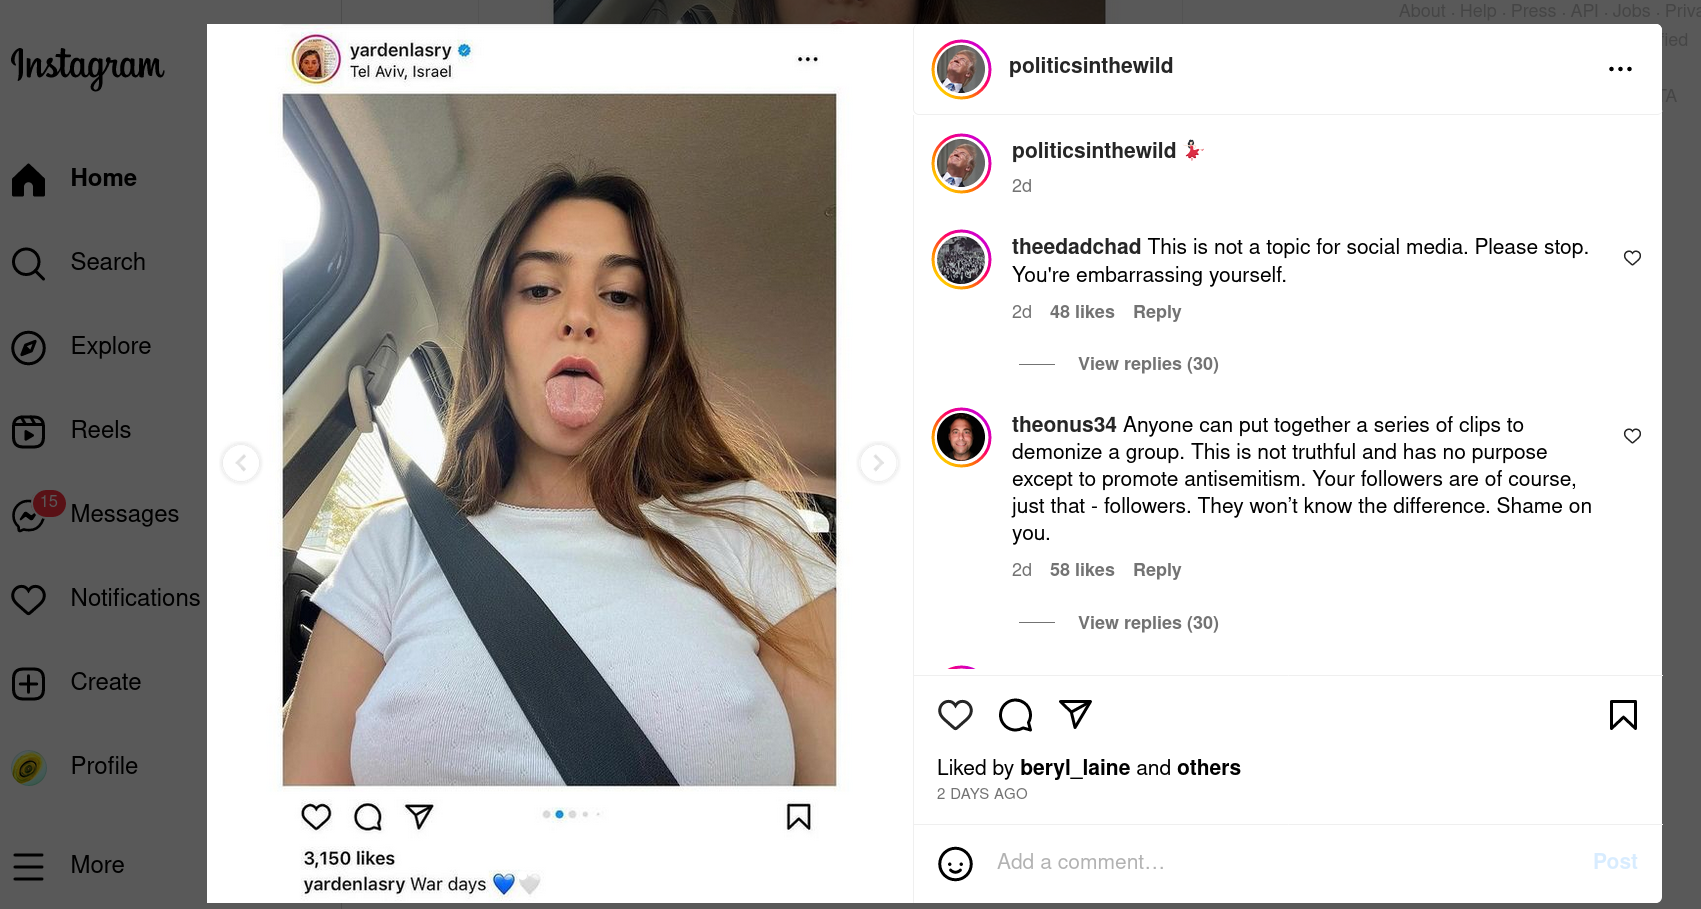 Instagram
Home
Search
Explore
Reels
15
Messages
Notifications
Create
Profile
More
About · Help · Press · API · Jobs ·
yardenlasry
Tel Aviv, Israel
3,150 likes
yardenlasry War days 💙🤍
politicsinthewild
politicsinthewild 💃
2d
theedadchad This is not a topic for social media. Please stop.
You're embarrassing yourself.
2d 48 likes Reply
View replies (30)
theonus34 Anyone can put together a series of clips to
demonize a group. This is not truthful and has no purpose
except to promote antisemitism. Your followers are of course,
just that - followers. They won’t know the difference. Shame on
you.
2d 58 likes Reply
View replies (30)
Liked by beryl_laine and others
2 DAYS AGO
Add a comment…
Post